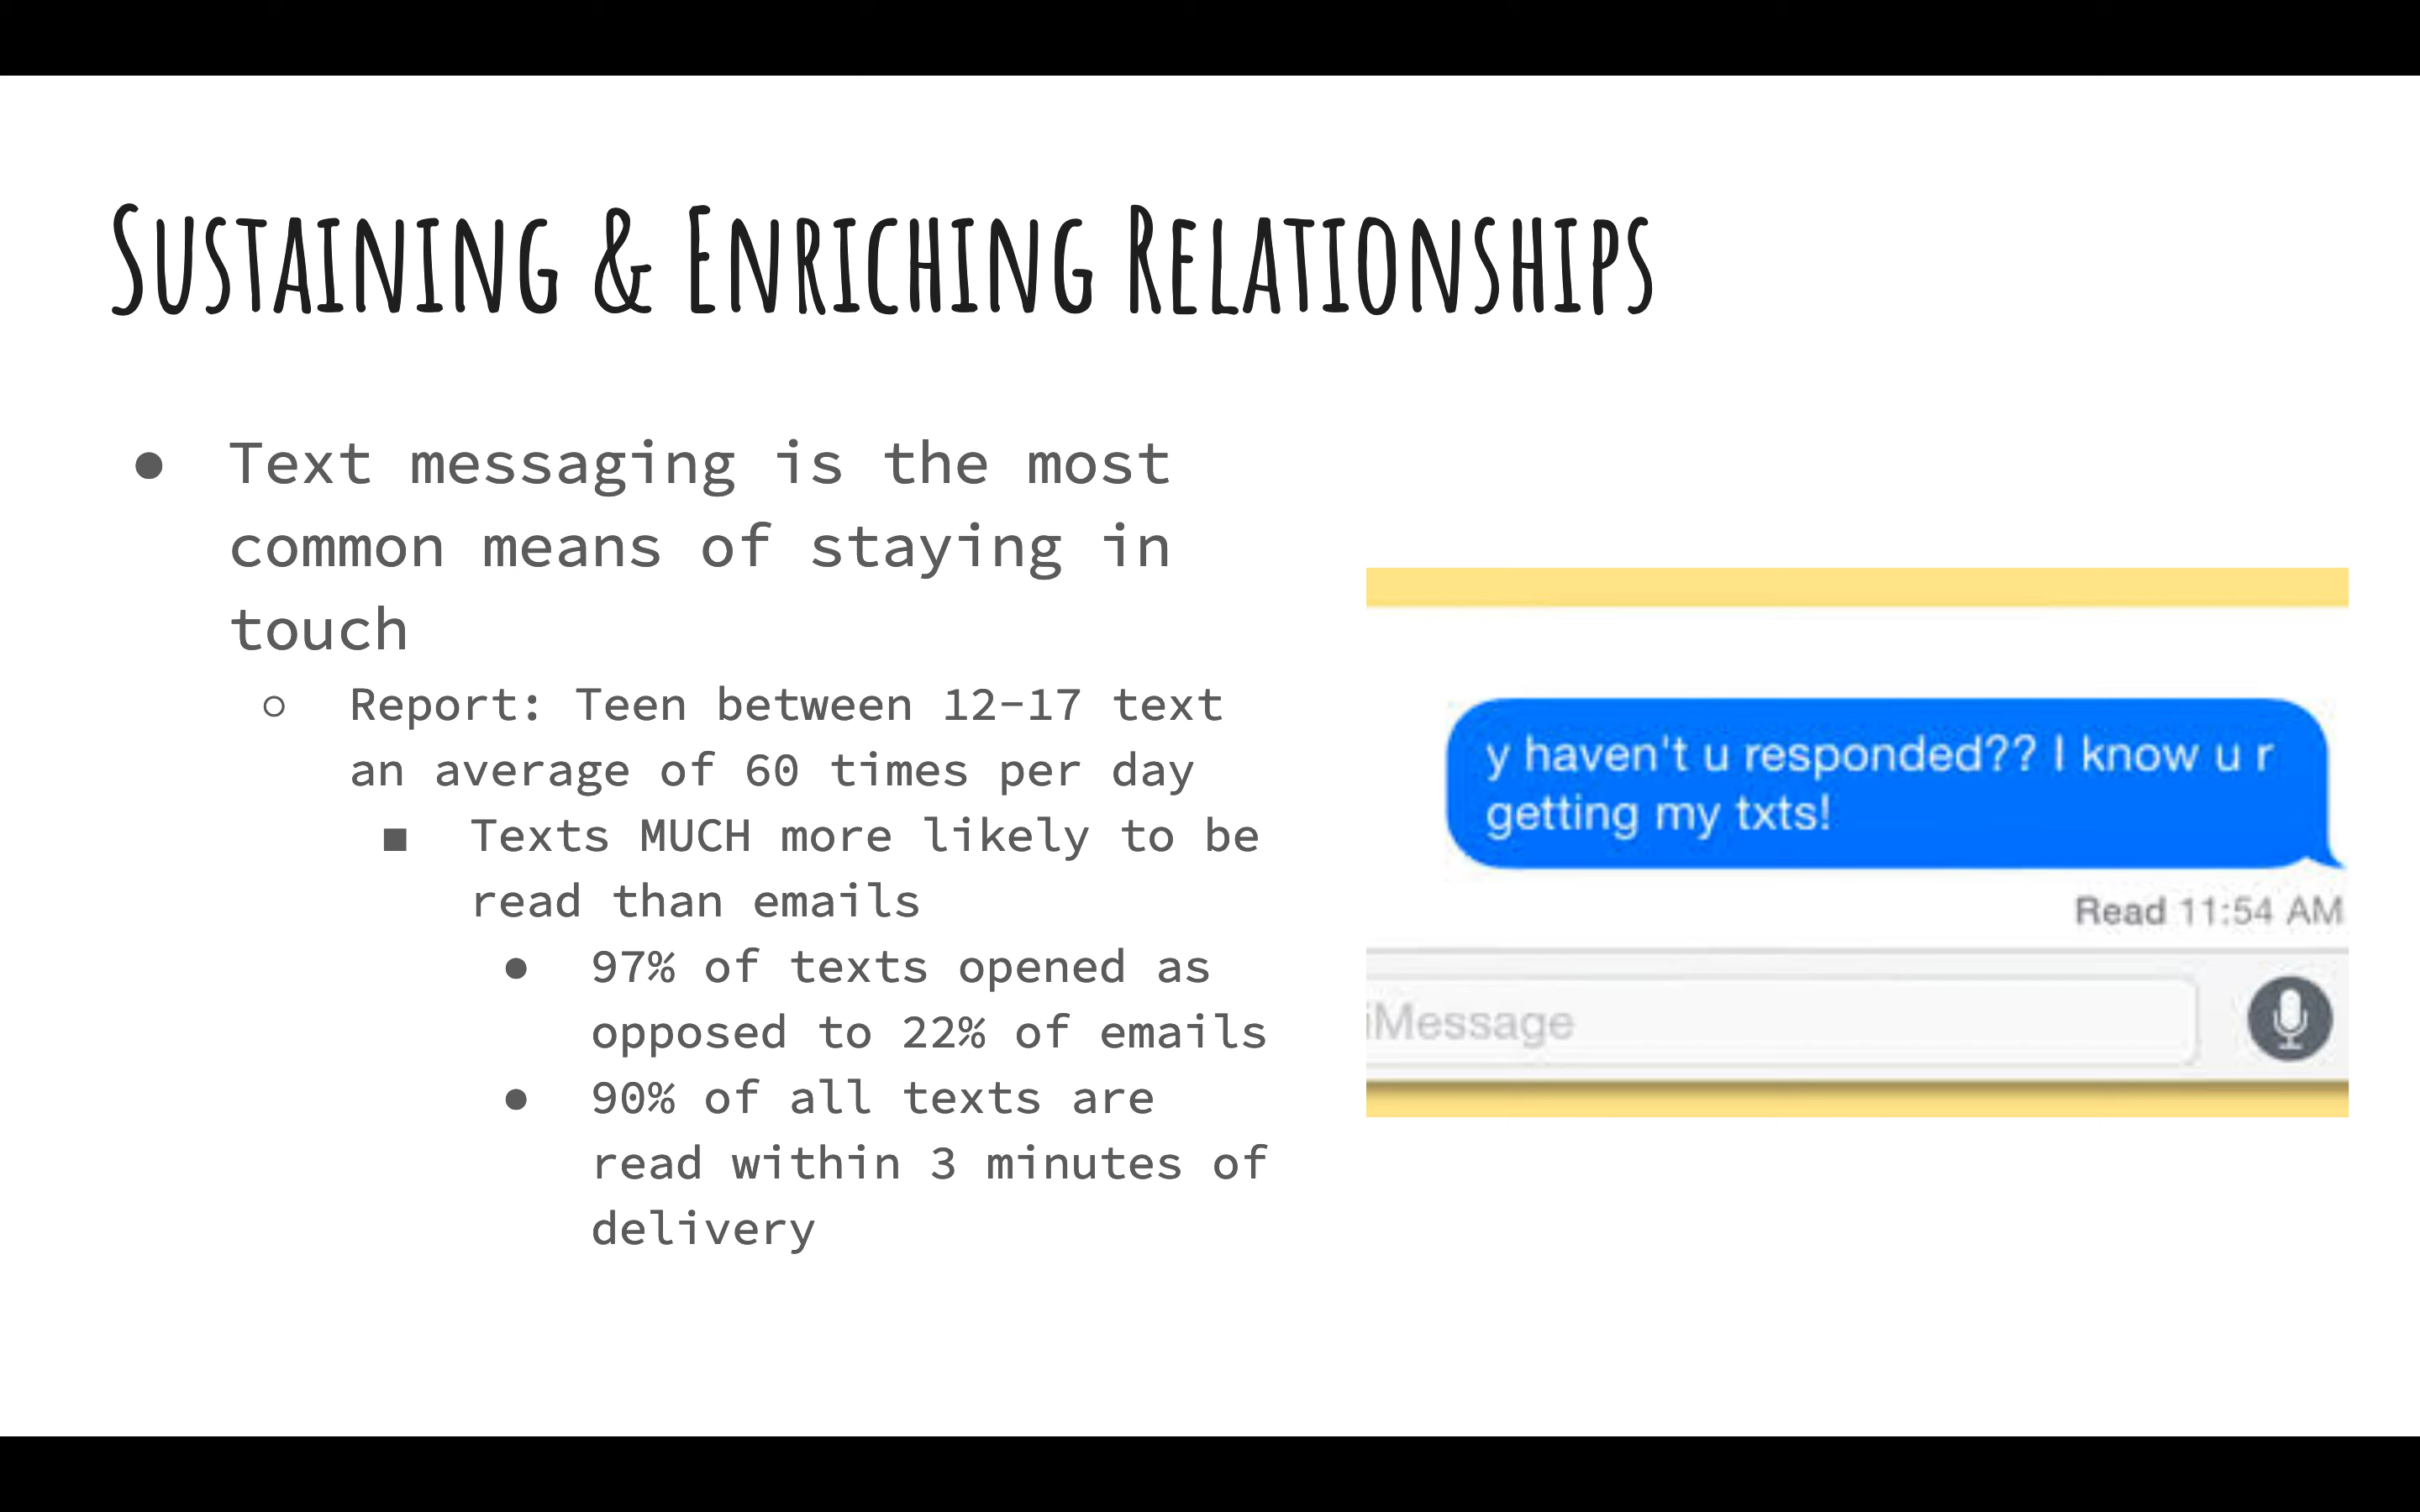 Sustaining & Enriching Relationships
● Text messaging is the most
common means of staying in
touch
○ Report: Teen between 12-17 text
an average of 60 times per day
■ Texts MUCH more likely to be
read than emails
● 97% of texts opened as
opposed to 22% of emails
● 90% of all texts are
read within 3 minutes of
delivery
y haven't u responded?? I know u r
getting my txts!
Read 11:54 AM
iMessage